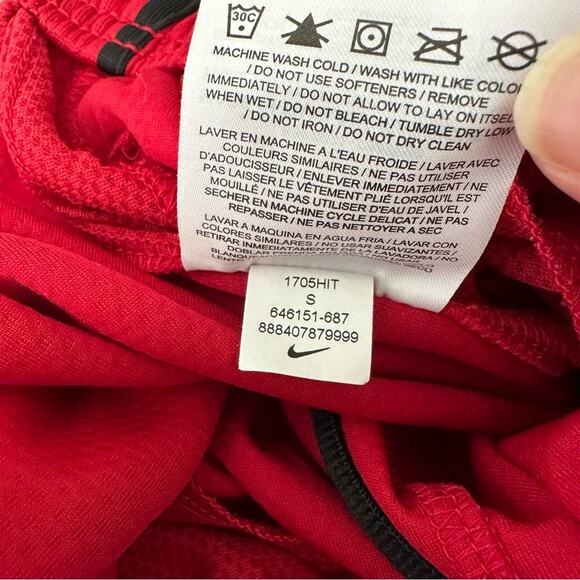 30C
MACHINE WASH COLD / WASH WITH LIKE COLO
/ DO NOT USE SOFTENERS / REMOVE
IMMEDIATELY / DO NOT ALLOW TO LAY ON ITSEL
WHEN WET / DO NOT BLEACH / TUMBLE DRY LOW
/ DO NOT IRON / DO NOT DRY CLEAN
LAVER EN MACHINE A L'EAU FROIDE / LAVER AVEC
COULEURS SIMILAIRES / NE PAS UTILISER
D'ADOUCISSEUR / ENLEVER IMMEDIATEMENT / NE
PAS LAISSER LE VÊTEMENT PLIÉ LORSQU'IL EST
MOUILLÉ / NE PAS UTILISER D'EAU DE JAVEL /
SECHER EN MACHINE CYCLE DELICAT / NE PAS
REPASSER / NE PAS NETTOYER A SEC
LAVAR A MAQUINA EN AGUA FRIA / LAVAR CON
COLORES SIMILARES / NO USAR SUAVIZANTES /
RETIRAR INMEDIATAMENTE DE LA LAVADORA / NO
DOBLAR
1705HIT
S
646151-687
888407879999